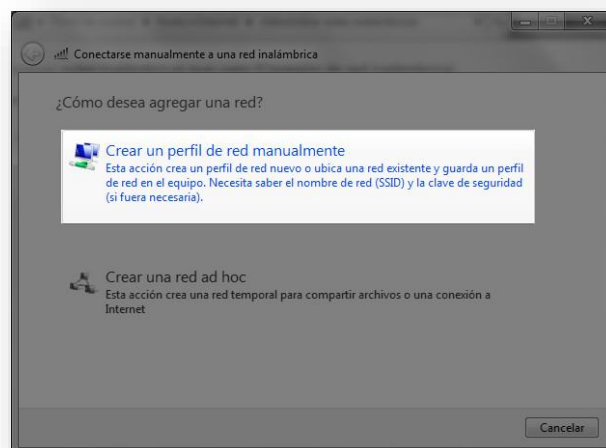 Conectarse manualmente a una red inalámbrica
¿Cómo desea agregar una red?
Crear un perfil de red manualmente
Esta acción crea un perfil de red nuevo o ubica una red existente y guarda un perfil
de red en el equipo. Necesita saber el nombre de red (SSID) y la clave de seguridad
(si fuera necesaria).
Crear una red ad hoc
Esta acción crea una red temporal para compartir archivos o una conexión a
Internet
Cancelar